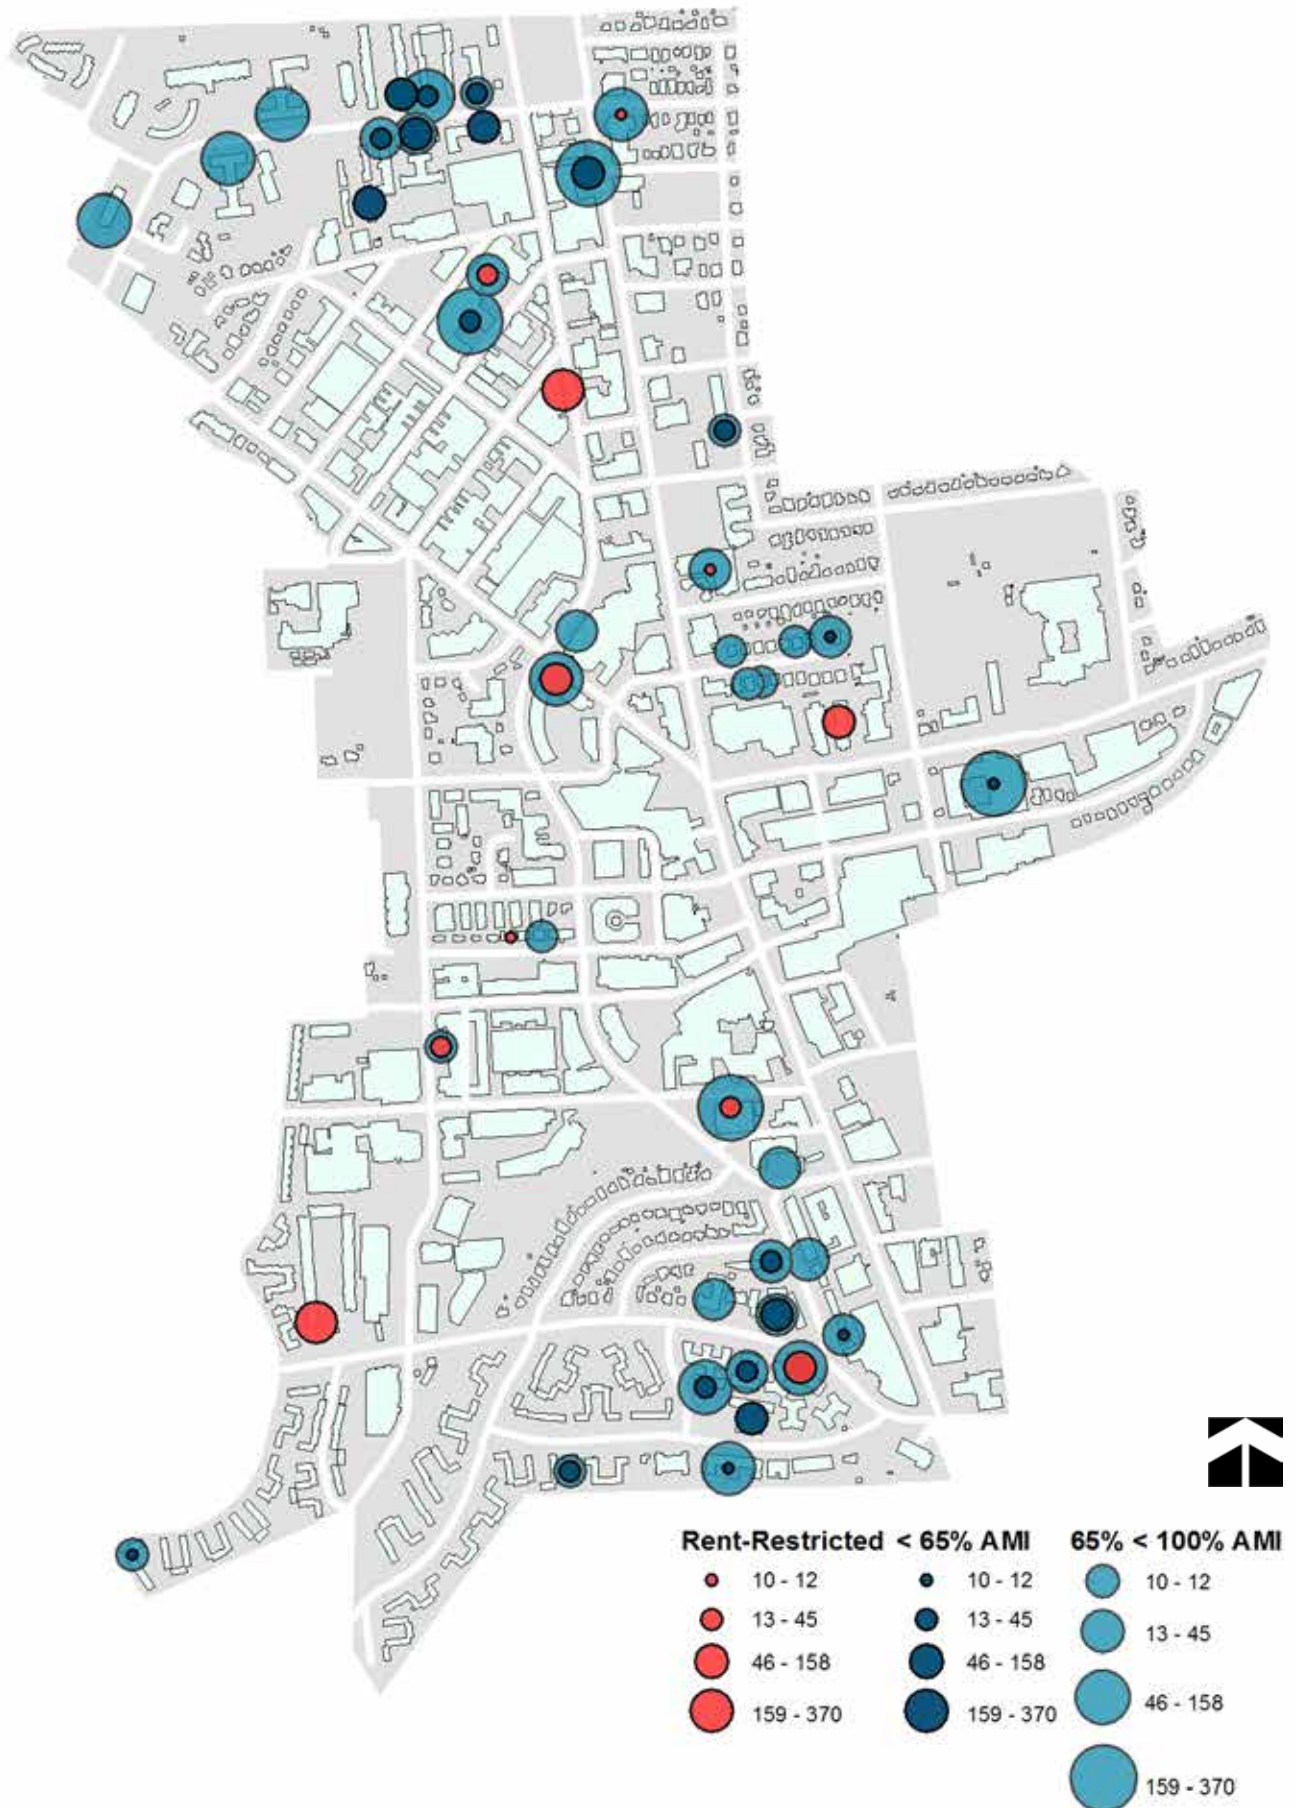 Rent-Restricted < 65% AMI 65% < 100% AMI
10 - 12 10 - 12 10 - 12
13 - 45 13 - 45 13 - 45
46 - 158 46 - 158 46 - 158
159 - 370 159 - 370 159 - 370